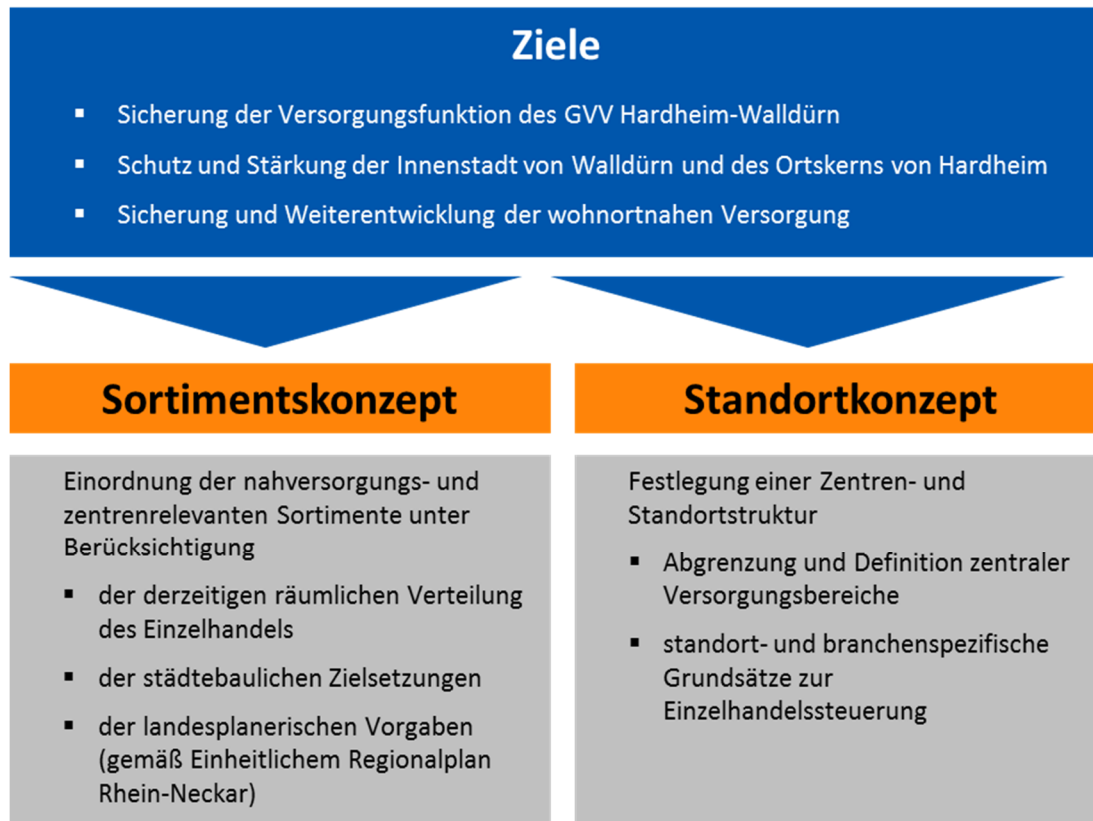 Ziele
▪ Sicherung der Versorgungsfunktion des GVV Hardheim-Walldürn
▪ Schutz und Stärkung der Innenstadt von Walldürn und des Ortskerns von Hardheim
▪ Sicherung und Weiterentwicklung der wohnortnahen Versorgung
Sortimentskonzept
Einordnung der nahversorgungs- und
zentrenrelevanten Sortimente unter
Berücksichtigung
▪ der derzeitigen räumlichen Verteilung
des Einzelhandels
▪ der städtebaulichen Zielsetzungen
▪ der landesplanerischen Vorgaben
(gemäß Einheitlichem Regionalplan
Rhein-Neckar)
Standortkonzept
Festlegung einer Zentren- und
Standortstruktur
▪ Abgrenzung und Definition zentraler
Versorgungsbereiche
▪ standort- und branchenspezifische
Grundsätze zur
Einzelhandelssteuerung